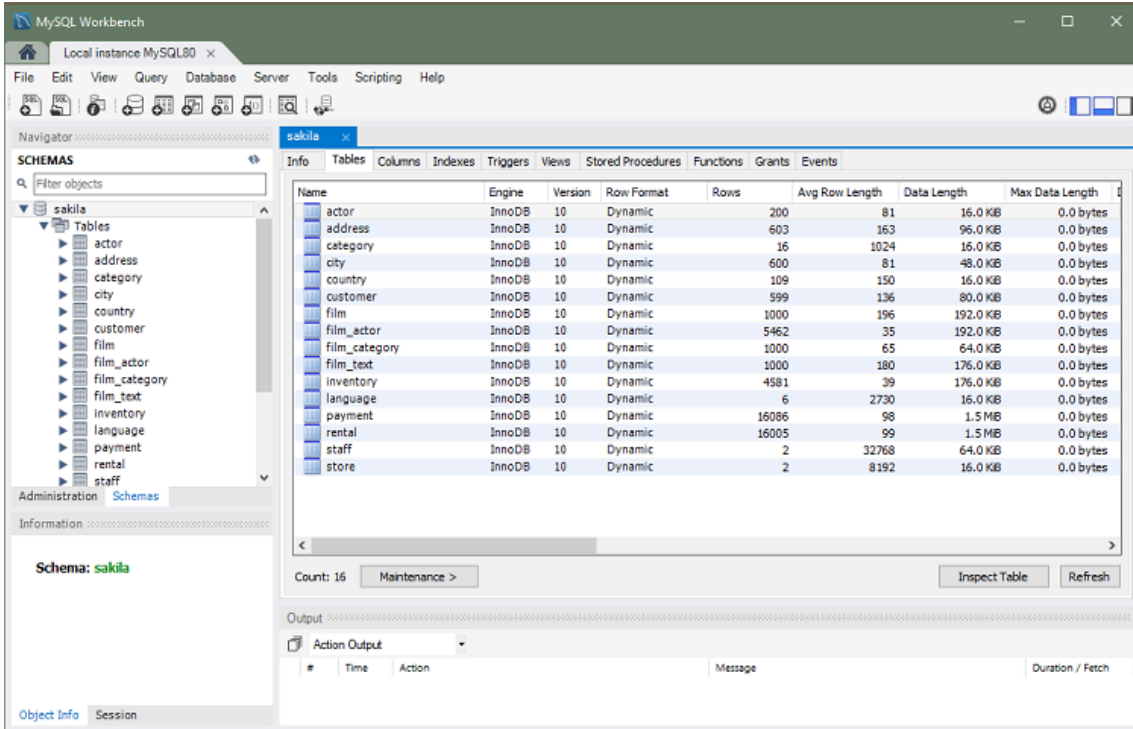 MySQL Workbench
Local instance MySQL80
File Edit View Query Database Server Tools Scripting Help
Navigator
SCHEMAS
Filter objects
sakila
Tables
actor
address
category
city
country
customer
film
film_actor
film_category
film_text
inventory
language
payment
rental
staff
Administration Schemas
Information
Schema: sakila
Object Info Session
sakila
Info Tables Columns Indexes Triggers Views Stored Procedures Functions Grants Events
Name Engine Version Row Format Rows Avg Row Length Data Length Max Data Length
actor InnoDB 10 Dynamic 200 81 16.0 KiB 0.0 bytes
address InnoDB 10 Dynamic 603 163 96.0 KiB 0.0 bytes
category InnoDB 10 Dynamic 16 1024 16.0 KiB 0.0 bytes
city InnoDB 10 Dynamic 600 81 48.0 KiB 0.0 bytes
country InnoDB 10 Dynamic 109 150 16.0 KiB 0.0 bytes
customer InnoDB 10 Dynamic 599 136 80.0 KiB 0.0 bytes
film InnoDB 10 Dynamic 1000 196 192.0 KiB 0.0 bytes
film_actor InnoDB 10 Dynamic 5462 35 192.0 KiB 0.0 bytes
film_category InnoDB 10 Dynamic 1000 65 64.0 KiB 0.0 bytes
film_text InnoDB 10 Dynamic 1000 180 176.0 KiB 0.0 bytes
inventory InnoDB 10 Dynamic 4581 39 176.0 KiB 0.0 bytes
language InnoDB 10 Dynamic 6 2730 16.0 KiB 0.0 bytes
payment InnoDB 10 Dynamic 16086 98 1.5 MiB 0.0 bytes
rental InnoDB 10 Dynamic 16005 99 1.5 MiB 0.0 bytes
staff InnoDB 10 Dynamic 2 32768 64.0 KiB 0.0 bytes
store InnoDB 10 Dynamic 2 8192 16.0 KiB 0.0 bytes
Count: 16 Maintenance > Inspect Table Refresh
Output
Action Output
# Time Action Message Duration / Fetch